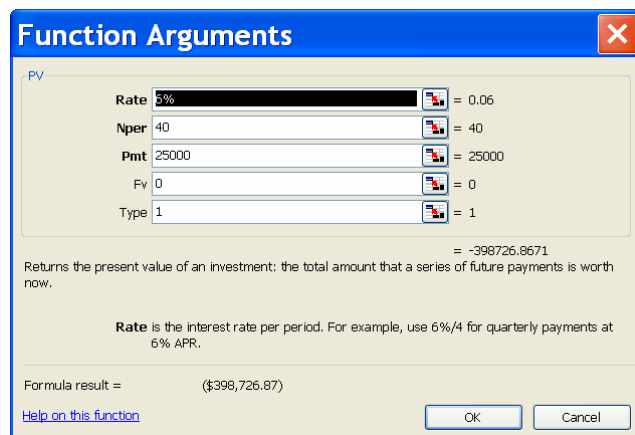 Function Arguments
PV
Rate 6% = 0.06
Nper 40 = 40
Pmt 25000 = 25000
Fv 0 = 0
Type 1 = 1
= -398726.8671
Returns the present value of an investment: the total amount that a series of future payments is worth
now.
Rate is the interest rate per period. For example, use 6%/4 for quarterly payments at
6% APR.
Formula result = ($398,726.87)
Help on this function OK Cancel